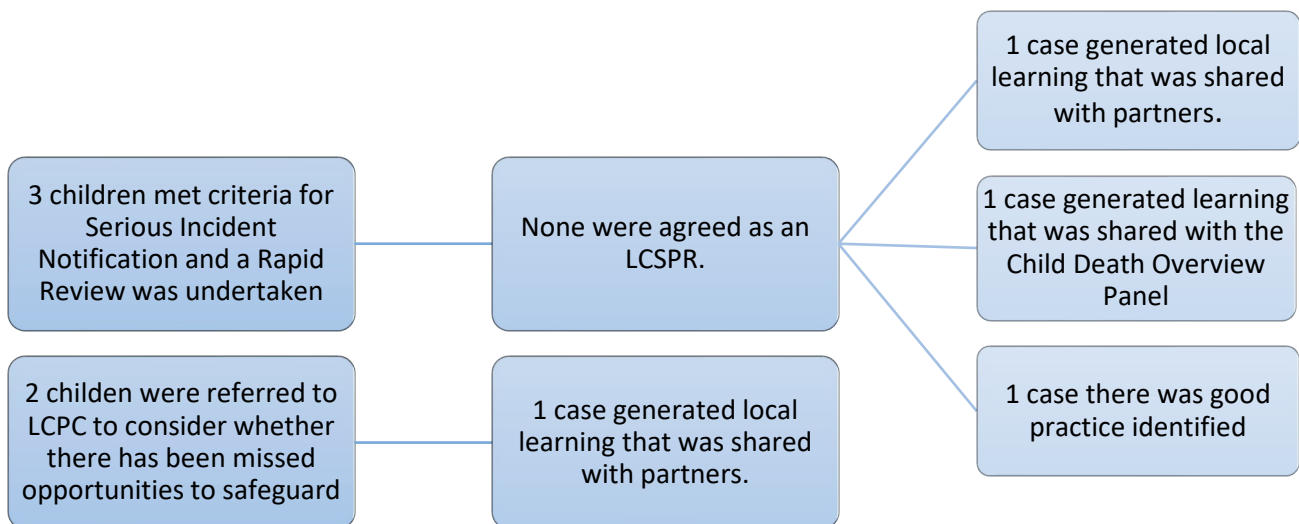 3 children met criteria for
Serious Incident
Notification and a Rapid
Review was undertaken
None were agreed as an
LCSPR.
1 case generated local
learning that was shared
with partners.
1 case generated learning
that was shared with the
Child Death Overview
Panel
1 case there was good
practice identified
2 childen were referred to
LCPC to consider whether
there has been missed
opportunities to safeguard
1 case generated local
learning that was shared
with partners.